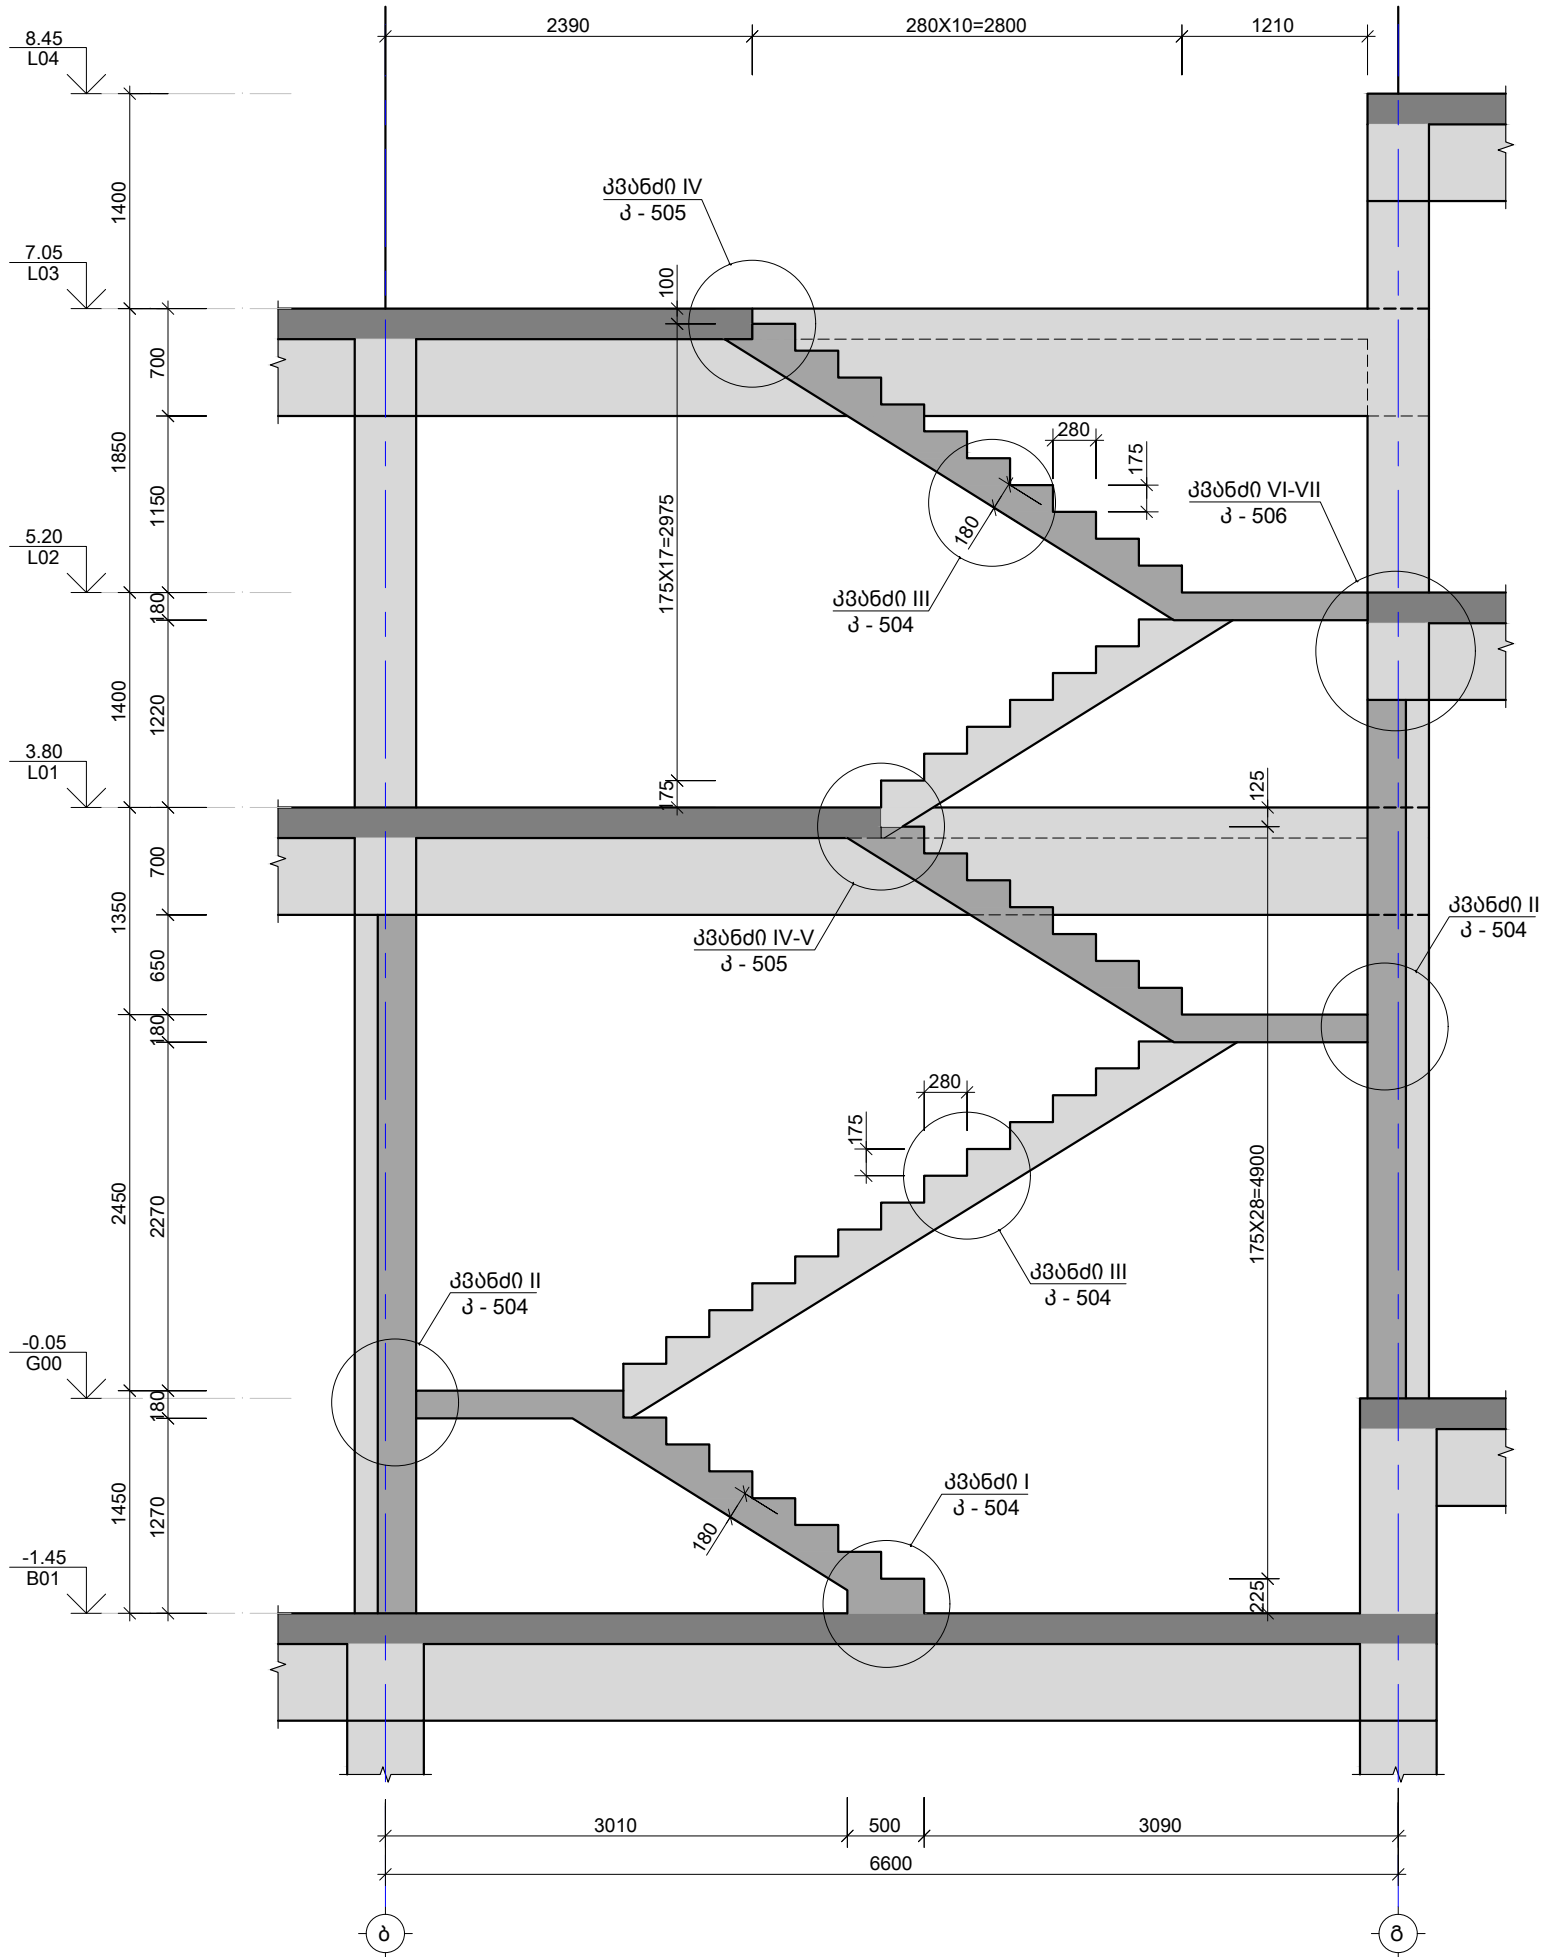 2390
280X10=2800
1210
8.45
L04
1400
კვანძი IV
კ - 505
7.05
L03
100
700
1850
280
175
1150
175X17=2975
180
კვანძი VI-VII
კ - 506
5.20
L02
კვანძი III
კ - 504
180
1400
1220
3.80
L01
175
125
700
1350
კვანძი II
კ - 504
კვანძი IV-V
კ - 505
650
180
280
175
2450
2270
175X28=4900
კვანძი II
კ - 504
კვანძი III
კ - 504
-0.05
G00
180
1450
1270
180
კვანძი I
კ - 504
-1.45
B01
225
3010
500
3090
6600
ბ
გ